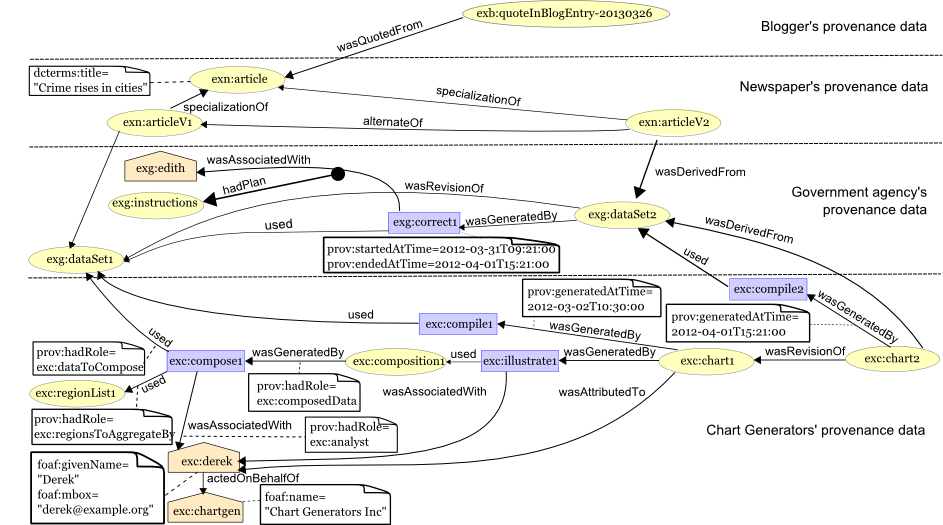 exb:quoteInBlogEntry-20130326
Blogger's provenance data
wasQuotedFrom
dcterms:title=
"Crime rises in cities"
exn:article
Newspaper's provenance data
specializationOf
specializationOf
exn:articleV1
alternateOf
exn:articleV2
wasAssociatedWith
exg:edith
hadPlan
wasDerivedFrom
wasRevisionOf
Government agency's
provenance data
exg:instructions
used
exg:correct1
wasGeneratedBy
exg:dataSet2
wasDerivedFrom
prov:startedAtTime=2012-03-31T09:21:00
prov:endedAtTime=2012-04-01T15:21:00
used
exg:dataSet1
prov:generatedAtTime=
2012-03-02T10:30:00
exc:compile2
wasGeneratedBy
prov:generatedAtTime=
2012-04-01T15:21:00
used
exc:compile1
wasGeneratedBy
used
prov:hadRole=
exc:dataToCompose
exc:compose1
wasGeneratedBy
exc:composition1
used
exc:illustrate1
wasGeneratedBy
exc:chart1
wasRevisionOf
exc:chart2
exc:regionList1
used
prov:hadRole=
exc:composedData
wasAssociatedWith
wasAttributedTo
prov:hadRole=
exc:regionsToAggregateBy
wasAssociatedWith
prov:hadRole=
exc:analyst
Chart Generators' provenance data
foaf:givenName=
"Derek"
foaf:mbox=
"derek@example.org"
exc:derek
actedOnBehalfOf
exc:chartgen
foaf:name=
"Chart Generators Inc"